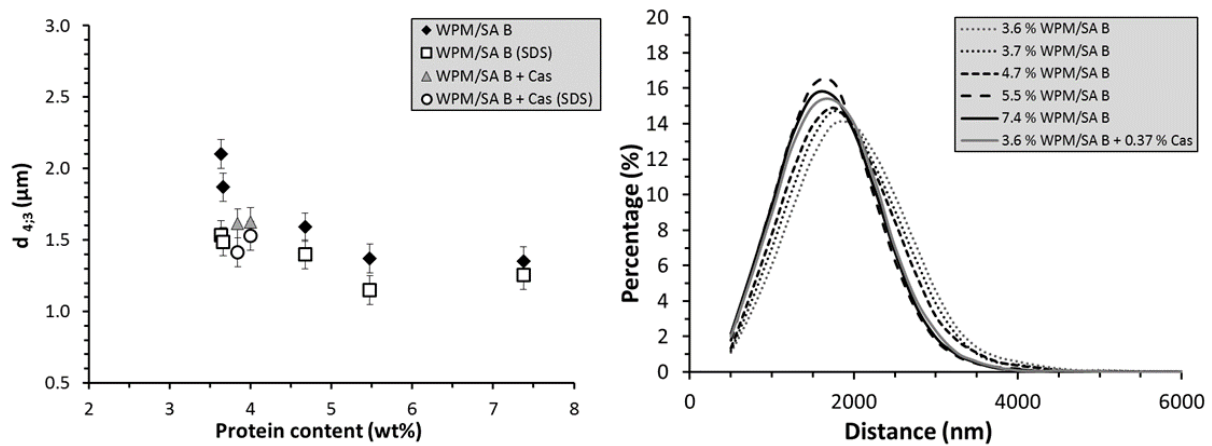 3.0
2.5
2.0
1.5
1.0
0.5
d 4;3 (µm)
2 3 4 5 6 7 8
Protein content (wt%)
WPM/SA B
WPM/SA B (SDS)
WPM/SA B + Cas
WPM/SA B + Cas (SDS)
20
18
16
14
12
10
8
6
4
2
0
Percentage (%)
0 2000 4000 6000
Distance (nm)
3.6 % WPM/SA B
3.7 % WPM/SA B
4.7 % WPM/SA B
5.5 % WPM/SA B
7.4 % WPM/SA B
3.6 % WPM/SA B + 0.37 % Cas